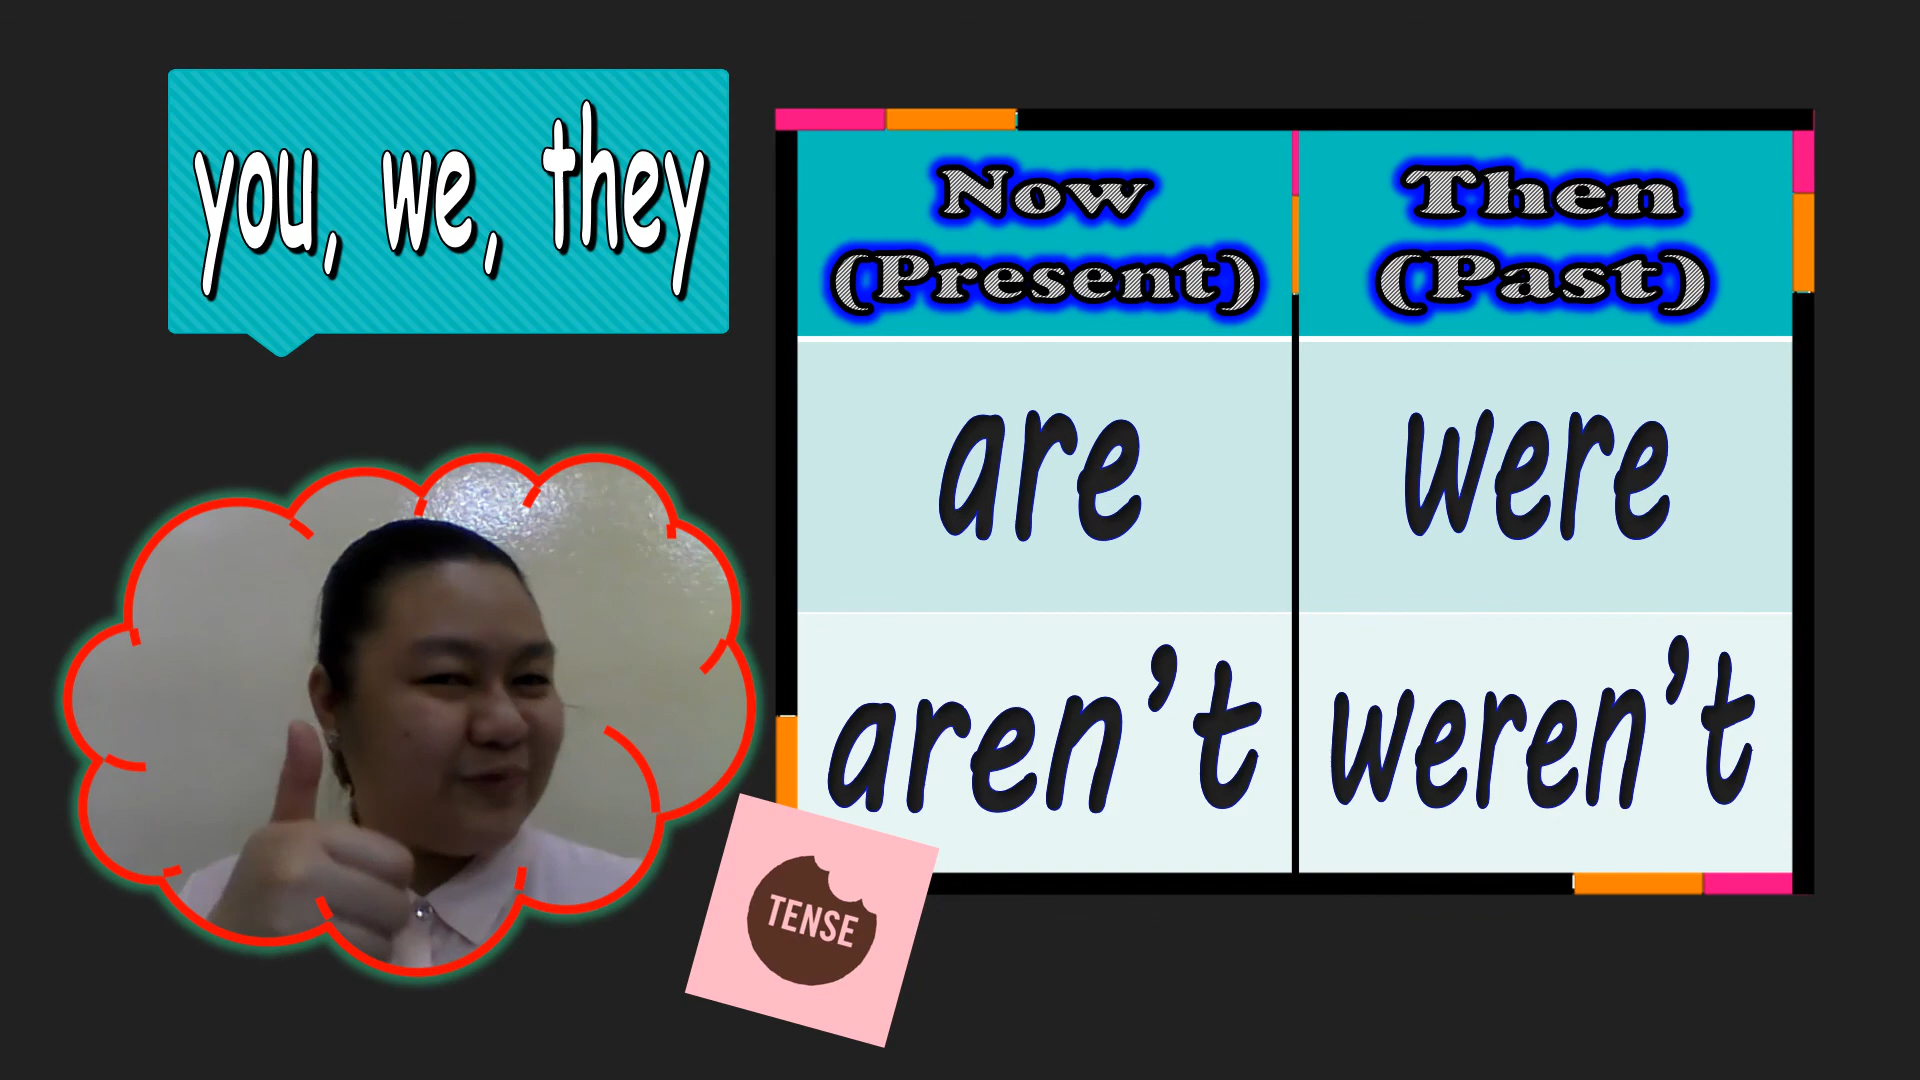 you, we, they
Now
(Present)
Then
(Past)
are
were
aren't
weren't
TENSE